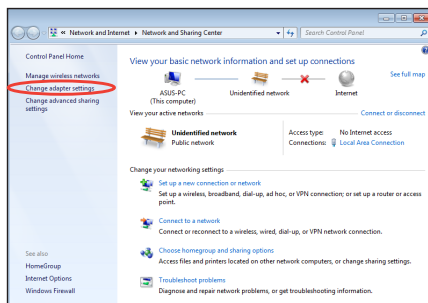 Network and Internet ▸ Network and Sharing Center
Search Control Panel
Control Panel Home
Manage wireless networks
Change adapter settings
Change advanced sharing
settings
View your basic network information and set up connections
See full map
ASUS-PC
(This computer)
Unidentified network
Internet
View your active networks
Connect or disconnect
Unidentified network
Public network
Access type: No Internet access
Connections: Local Area Connection
Change your networking settings
Set up a new connection or network
Set up a wireless, broadband, dial-up, ad hoc, or VPN connection; or set up a router or access
point.
Connect to a network
Connect or reconnect to a wireless, wired, dial-up, or VPN network connection.
Choose homegroup and sharing options
Access files and printers located on other network computers, or change sharing settings.
Troubleshoot problems
Diagnose and repair network problems, or get troubleshooting information.
See also
HomeGroup
Internet Options
Windows Firewall